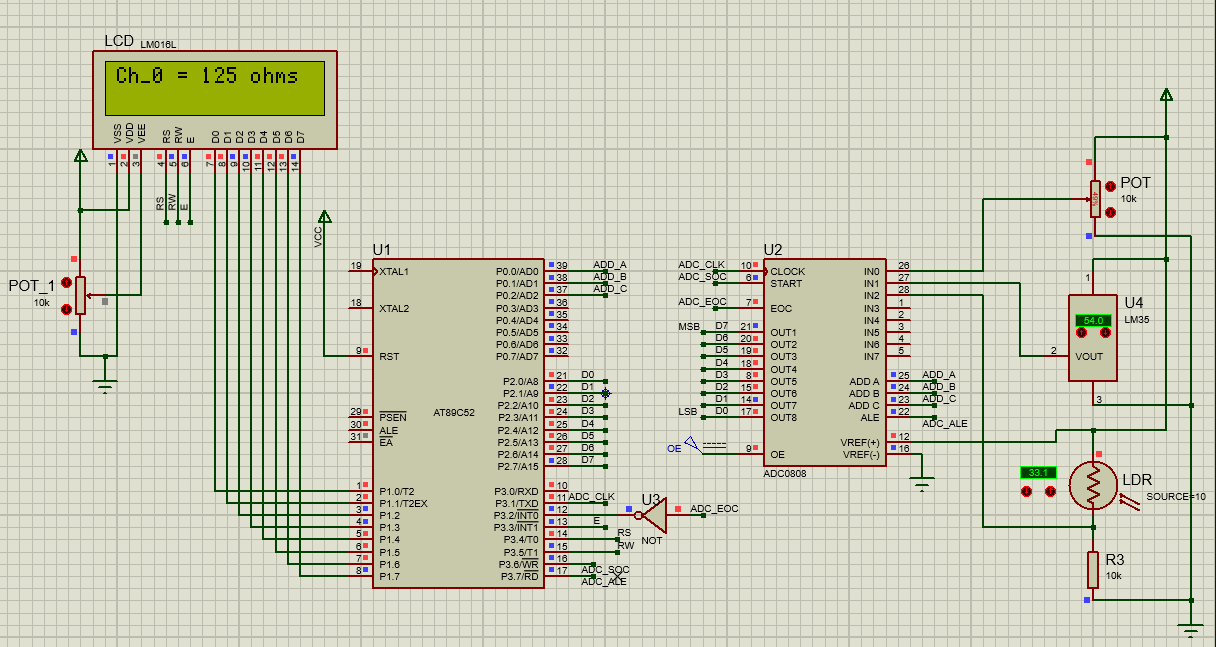 LCD
LM016L
Ch_0 = 125 ohms
VSS
VDD
VEE
RS
RW
E
D0
D1
D2
D3
D4
D5
D6
D7
1
2
3
4
5
6
7
8
9
10
11
12
13
14
RS
RW
E
VCC
POT_1
10k
U1
19 XTAL1
18 XTAL2
9 RST
29 PSEN
30 ALE
31 EA
1 P1.0/T2
2 P1.1/T2EX
3 P1.2
4 P1.3
5 P1.4
6 P1.5
7 P1.6
8 P1.7
AT89C52
P0.0/AD0 39 ADD_A
P0.1/AD1 38 ADD_B
P0.2/AD2 37 ADD_C
P0.3/AD3 36
P0.4/AD4 35
P0.5/AD5 34
P0.6/AD6 33
P0.7/AD7 32
P2.0/A8 21 D0
P2.1/A9 22 D1
P2.2/A10 23 D2
P2.3/A11 24 D3
P2.4/A12 25 D4
P2.5/A13 26 D5
P2.6/A14 27 D6
P2.7/A15 28 D7
P3.0/RXD 10
P3.1/TXD 11 ADC_CLK
P3.2/INT0 12
P3.3/INT1 13 E
P3.4/T0 14 RS
P3.5/T1 15 RW
P3.6/WR 16 ADC_SOC
P3.7/RD 17 ADC_ALE
U3
NOT
ADC_EOC
U2
ADC_CLK 10 CLOCK
ADC_SOC 6 START
ADC_EOC 7 EOC
MSB D7 21 OUT1
D6 20 OUT2
D5 19 OUT3
D4 18 OUT4
D3 8 OUT5
D2 15 OUT6
D1 14 OUT7
LSB D0 17 OUT8
OE 9 OE
ADC0808
IN0 26
IN1 27
IN2 28
IN3 1
IN4 2
IN5 3
IN6 4
IN7 5
ADD A 25 ADD_A
ADD B 24 ADD_B
ADD C 23 ADD_C
ALE 22 ADC_ALE
VREF(+) 12
VREF(-) 16
POT
10k
49%
1
U4
LM35
54.0
2 VOUT
3
33.1
LDR
SOURCE=10
R3
10k